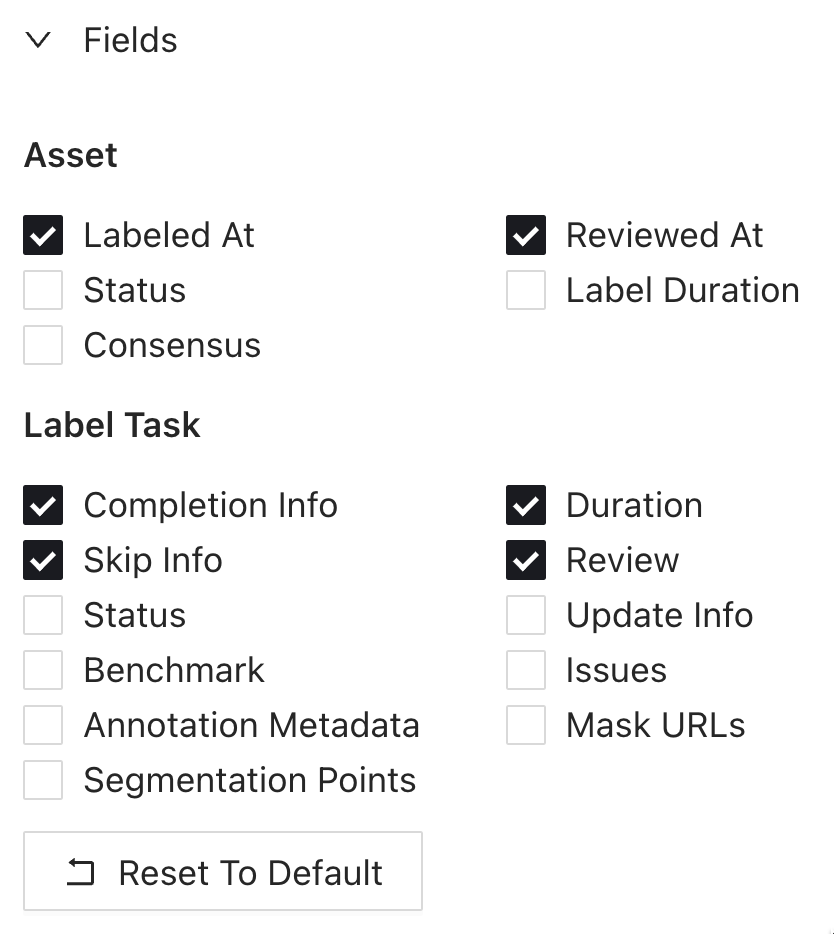 Fields
Asset
Labeled At
Reviewed At
Status
Label Duration
Consensus
Label Task
Completion Info
Duration
Skip Info
Review
Status
Update Info
Benchmark
Issues
Annotation Metadata
Mask URLs
Segmentation Points
Reset To Default